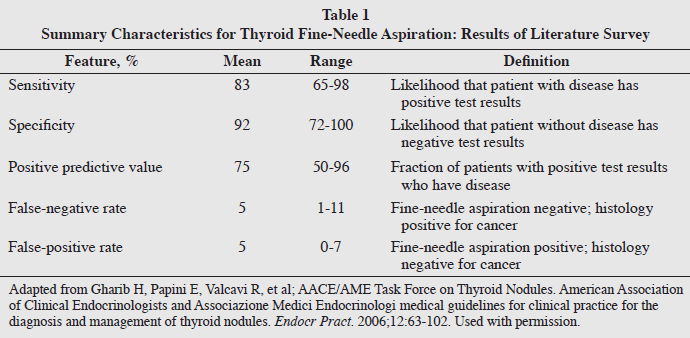 Table 1
Summary Characteristics for Thyroid Fine-Needle Aspiration: Results of Literature Survey
Feature, % Mean Range Definition
Sensitivity 83 65-98 Likelihood that patient with disease has
positive test results
Specificity 92 72-100 Likelihood that patient without disease has
negative test results
Positive predictive value 75 50-96 Fraction of patients with positive test results
who have disease
False-negative rate 5 1-11 Fine-needle aspiration negative; histology
positive for cancer
False-positive rate 5 0-7 Fine-needle aspiration positive; histology
negative for cancer
Adapted from Gharib H, Papini E, Valcavi R, et al; AACE/AME Task Force on Thyroid Nodules. American Association
of Clinical Endocrinologists and Associazione Medici Endocrinologi medical guidelines for clinical practice for the
diagnosis and management of thyroid nodules. Endocr Pract. 2006;12:63-102. Used with permission.